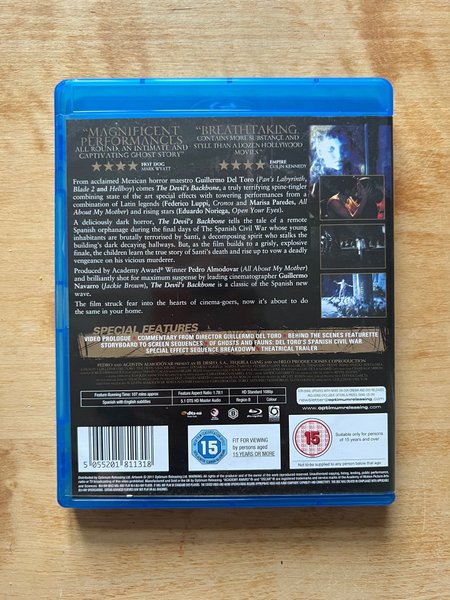 "MAGNIFICENT
PERFORMANCES
ALL ROUND, AN INTIMATE AND
CAPTIVATING GHOST STORY"
★★★★ HOT DOG
MARK WYATT
"BREATHTAKING.
CONTAINS MORE SUBSTANCE AND
STYLE THAN A DOZEN HOLLYWOOD
MOVIES"
★★★★ EMPIRE
COLIN KENNEDY
From acclaimed Mexican horror maestro Guillermo Del Toro (Pan's Labyrinth,
Blade 2 and Hellboy) comes The Devil's Backbone, a truly terrifying spine-tingler
combining state of the art special effects with towering performances from a
combination of Latin legends (Federico Luppi, Cronos and Marisa Paredes, All
About My Mother) and rising stars (Eduardo Noriega, Open Your Eyes).
A deliciously dark horror, The Devil's Backbone tells the tale of a remote
Spanish orphanage during the final days of The Spanish Civil War whose young
inhabitants are brutally terrorised by Santi, a decomposing spirit who stalks the
building's dark decaying hallways. But, as the film builds to a grisly, explosive
finale, the children learn the true story of Santi's death and rise up to vow a deadly
vengeance on his vicious murderer.
Produced by Academy Award® Winner Pedro Almodovar (All About My Mother)
and brilliantly shot for maximum suspense by leading cinematographer Guillermo
Navarro (Jackie Brown), The Devil's Backbone is a classic of the Spanish new
wave.
The film struck fear into the hearts of cinema-goers, now it's about to do
the same in your home.
SPECIAL FEATURES
VIDEO PROLOGUE • COMMENTARY FROM DIRECTOR GUILLERMO DEL TORO • BEHIND THE SCENES FEATURETTE
STORYBOARD TO SCREEN SEQUENCES • OF GHOSTS AND FAUNS: DEL TORO'S SPANISH CIVIL WAR
SPECIAL EFFECT SEQUENCE BREAKDOWN • THEATRICAL TRAILER
Feature Running Time: 107 mins approx
Feature Aspect Ratio: 1.78:1
HD Standard 1080p
Spanish with English subtitles
5.1 DTS HD Master Audio
Region B
Colour
www.optimumreleasing.com
5 055201 811318
15
FIT FOR VIEWING
by persons aged
15 YEARS OR MORE
15
Suitable only for persons
of 15 years and over
Not to be supplied to any person below that age